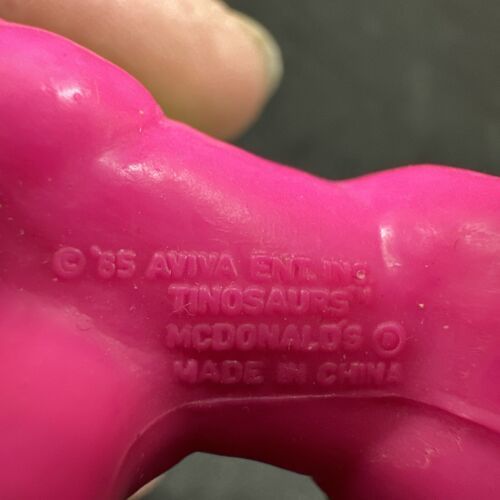 © '85 AVIVA ENT. INC
TINOSAURS™
MCDONALD'S ®
MADE IN CHINA